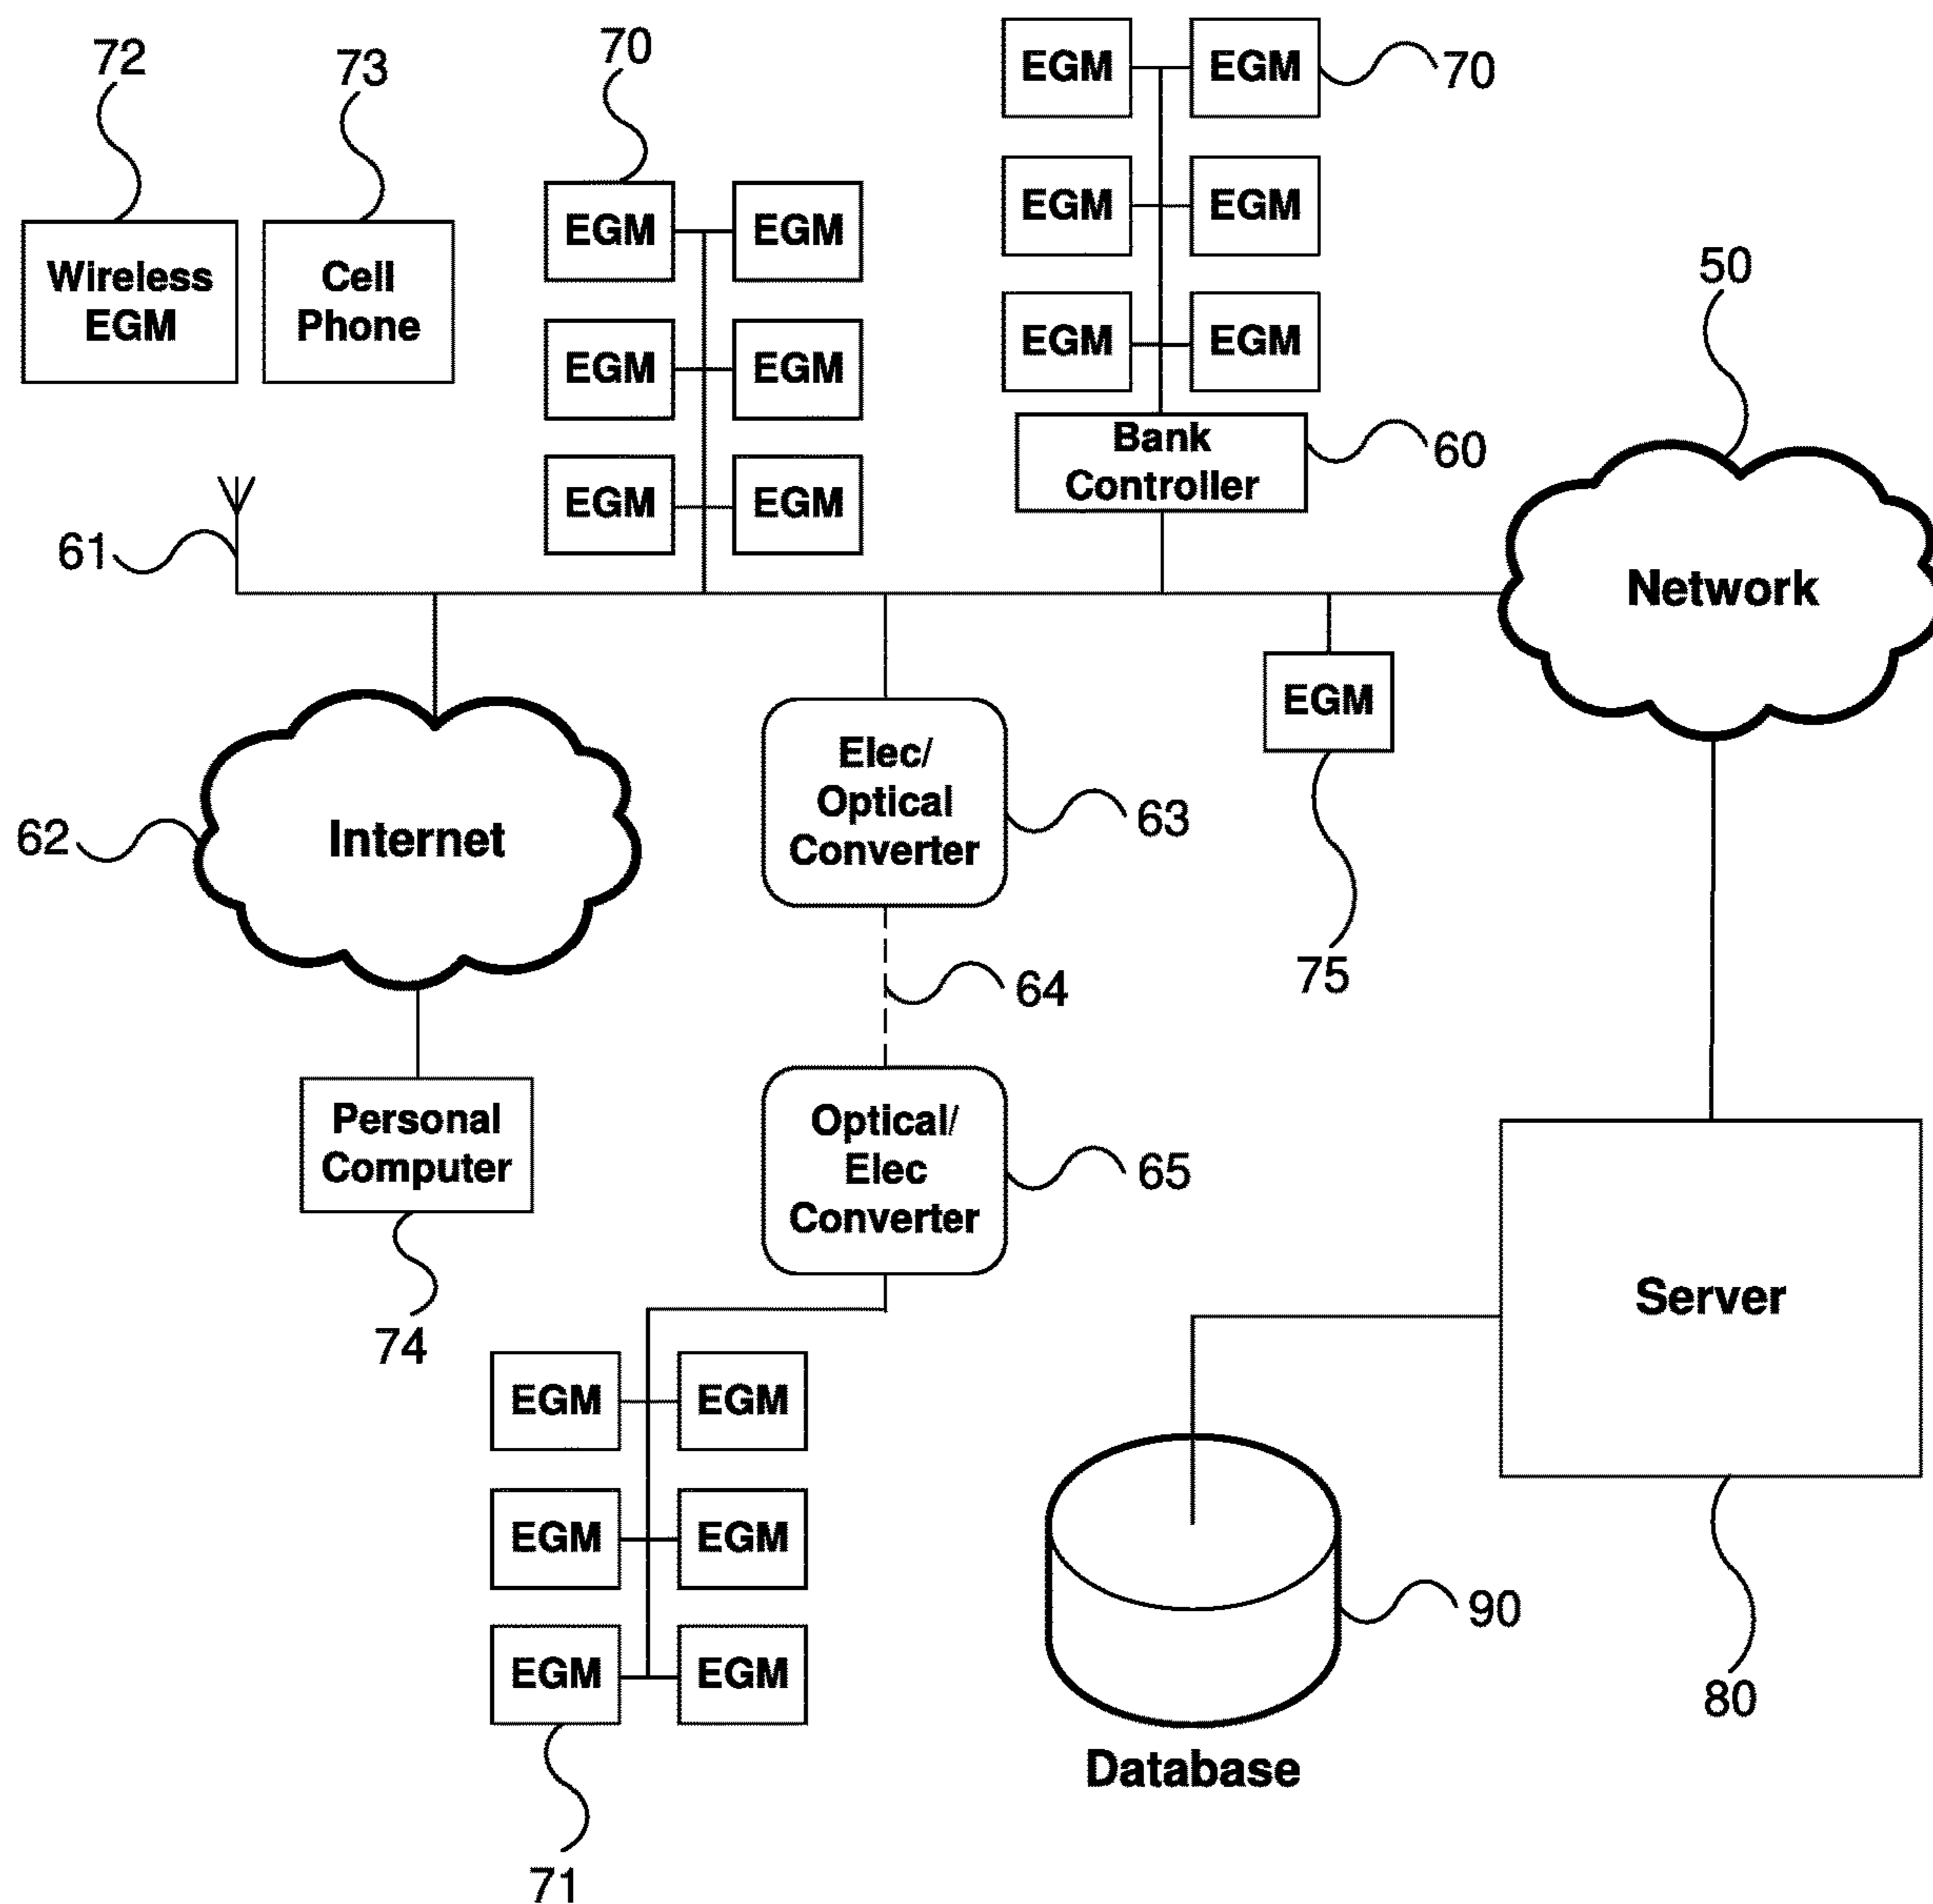 72
73
70
EGM
EGM
70
EGM
EGM
EGM
EGM
Bank
Controller
60
Wireless
EGM
Cell
Phone
EGM
EGM
EGM
EGM
EGM
EGM
50
Network
61
62
Internet
Elec/
Optical
Converter
63
EGM
75
64
Personal
Computer
74
Optical/
Elec
Converter
65
Server
80
EGM
EGM
EGM
EGM
EGM
EGM
71
90
Database